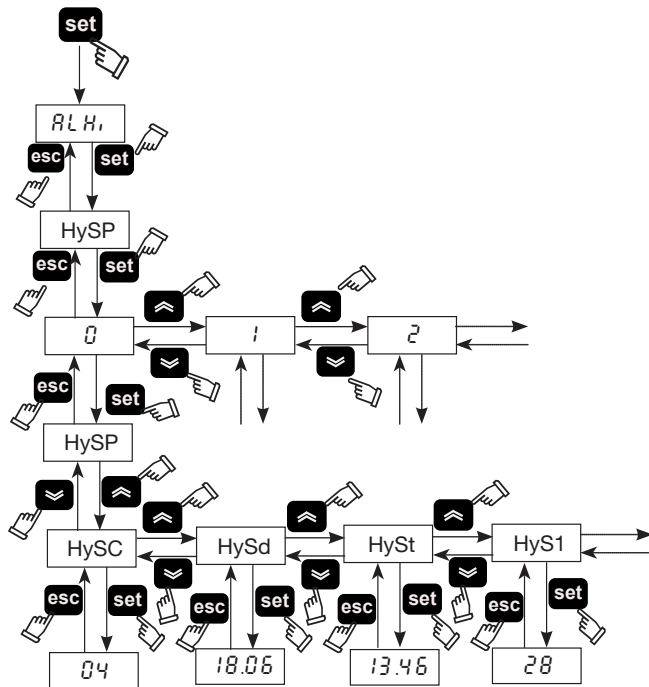 set
ALHi
esc set
HySP
esc set
0 1 2
esc set
HySP
HySC HySd HySt HyS1
esc set esc set esc set esc set
04 18.06 13.46 28